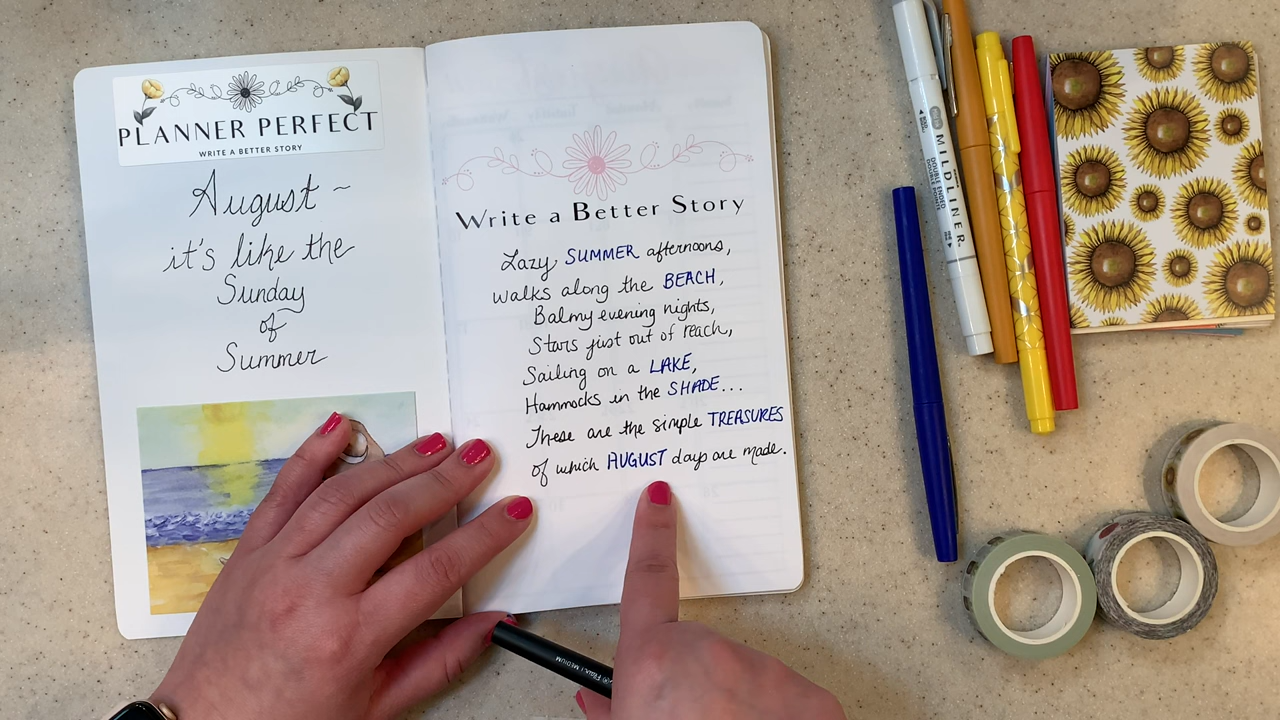 PLANNER PERFECT
WRITE A BETTER STORY
August ~
it's like the
Sunday
of
Summer
Write a Better Story
Lazy SUMMER afternoons,
walks along the BEACH,
Balmy evening nights,
Stars just out of reach,
Sailing on a LAKE,
Hammocks in the SHADE...
These are the simple TREASURES
of which AUGUST days are made.
MILDLINER
DOUBLE ENDED